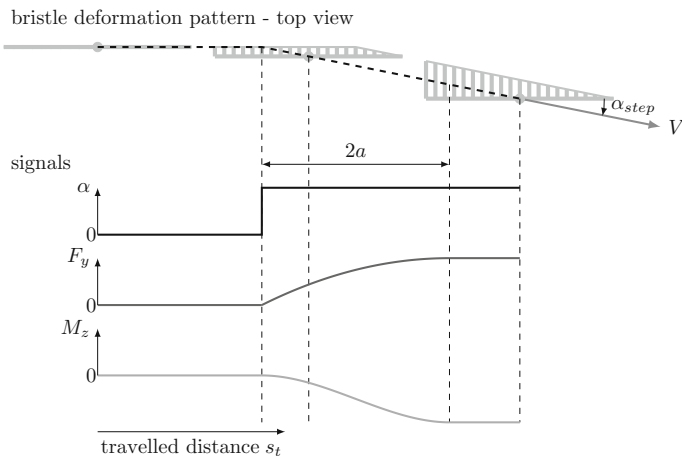 bristle deformation pattern - top view
α_step
V
2a
signals
α
0
F_y
0
M_z
0
travelled distance s_t